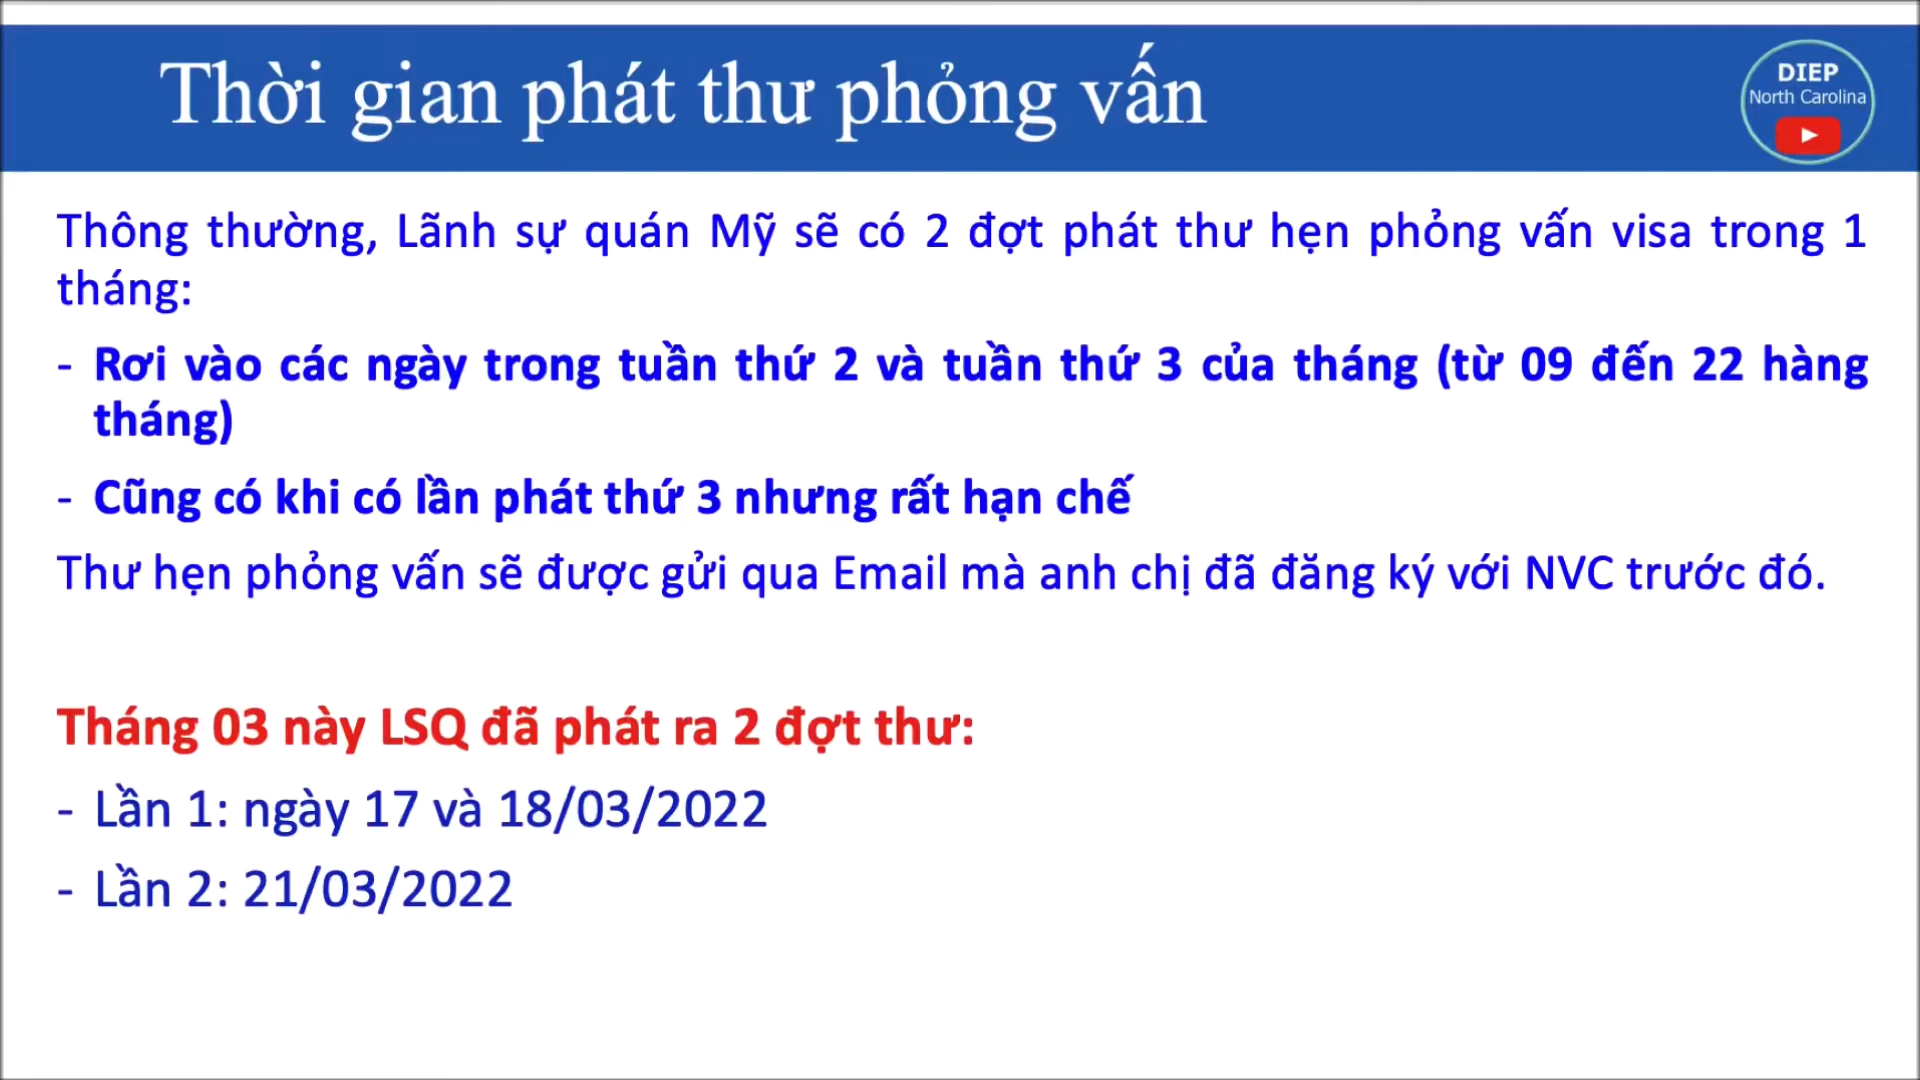 Thời gian phát thư phỏng vấn
DIEP
North Carolina
Thông thường, Lãnh sự quán Mỹ sẽ có 2 đợt phát thư hẹn phỏng vấn visa trong 1
tháng:
- Rơi vào các ngày trong tuần thứ 2 và tuần thứ 3 của tháng (từ 09 đến 22 hàng
tháng)
- Cũng có khi có lần phát thứ 3 nhưng rất hạn chế
Thư hẹn phỏng vấn sẽ được gửi qua Email mà anh chị đã đăng ký với NVC trước đó.
Tháng 03 này LSQ đã phát ra 2 đợt thư:
- Lần 1: ngày 17 và 18/03/2022
- Lần 2: 21/03/2022